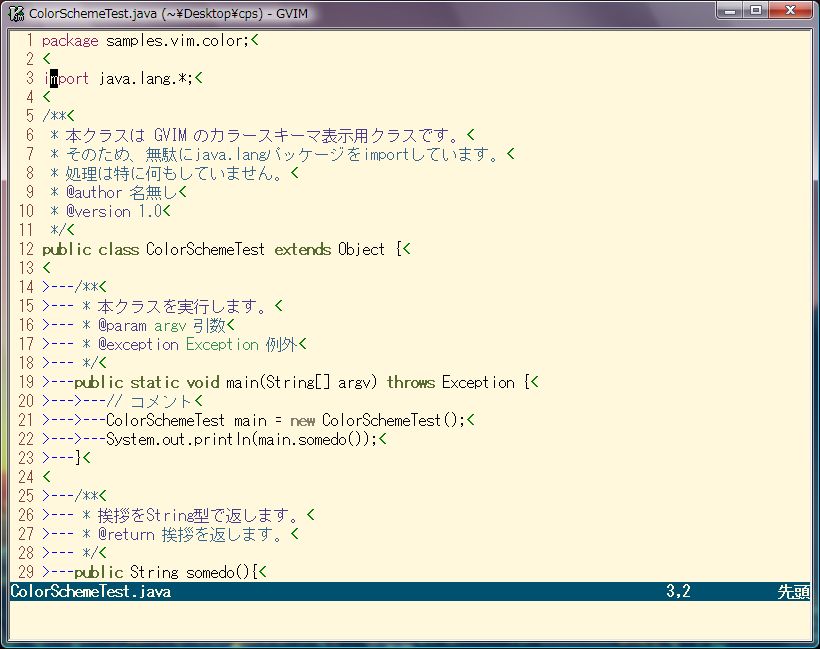 ColorSchemeTest.java (~¥Desktop¥cps) - GVIM
1 package samples.vim.color;<
2 <
3 import java.lang.*;<
4 <
5 /**<
6  * 本クラスは GVIM のカラースキーマ表示用クラスです。<
7  * そのため、無駄にjava.langパッケージをimportしています。<
8  * 処理は特に何もしていません。<
9  * @author 名無し<
10  * @version 1.0<
11  */<
12 public class ColorSchemeTest extends Object {<
13 <
14 >---/**<
15 >--- * 本クラスを実行します。<
16 >--- * @param argv 引数<
17 >--- * @exception Exception 例外<
18 >--- */<
19 >---public static void main(String[] argv) throws Exception {<
20 >--->---// コメント<
21 >--->---ColorSchemeTest main = new ColorSchemeTest();<
22 >--->---System.out.println(main.somedo());<
23 >---}<
24 <
25 >---/**<
26 >--- * 挨拶をString型で返します。<
27 >--- * @return 挨拶を返します。<
28 >--- */<
29 >---public String somedo(){<
ColorSchemeTest.java 3,2 先頭